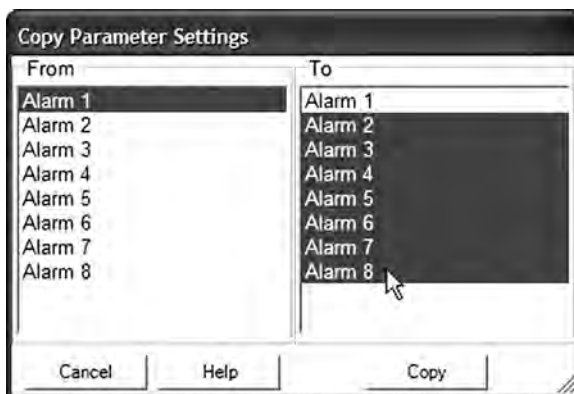 Copy Parameter Settings
From
Alarm 1
Alarm 2
Alarm 3
Alarm 4
Alarm 5
Alarm 6
Alarm 7
Alarm 8
To
Alarm 1
Alarm 2
Alarm 3
Alarm 4
Alarm 5
Alarm 6
Alarm 7
Alarm 8
Cancel
Help
Copy